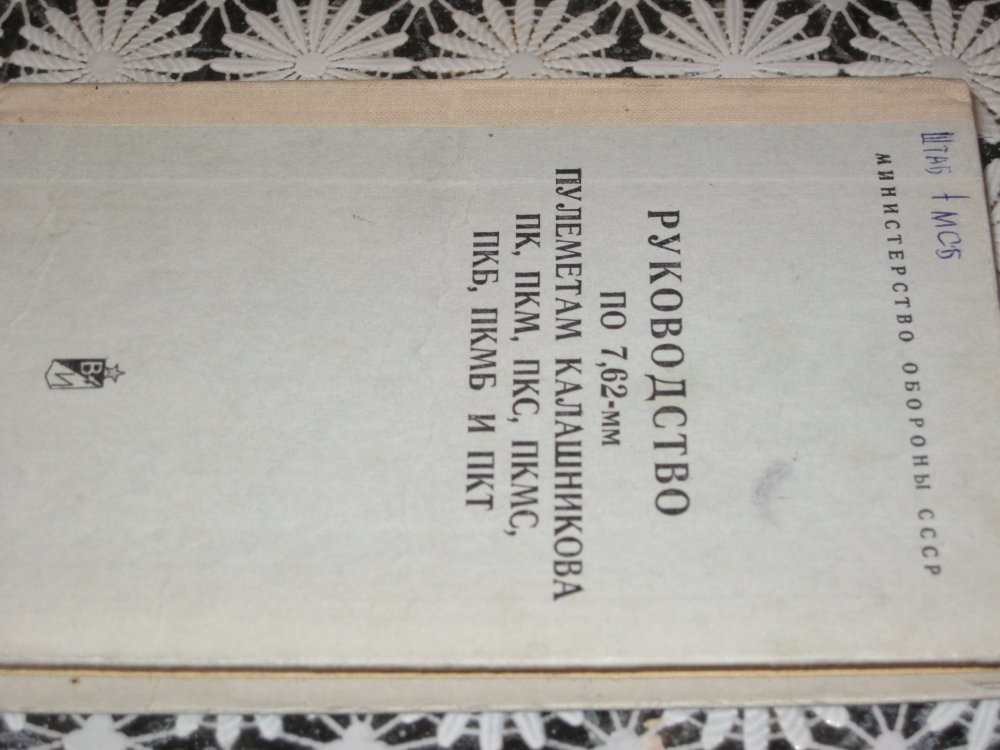 ШТАБ 1 МСБ
МИНИСТЕРСТВО ОБОРОНЫ СССР
РУКОВОДСТВО
ПО 7,62-мм
ПУЛЕМЕТАМ КАЛАШНИКОВА
ПК, ПКМ, ПКС, ПКМС,
ПКБ, ПКМБ И ПКТ
ВИ